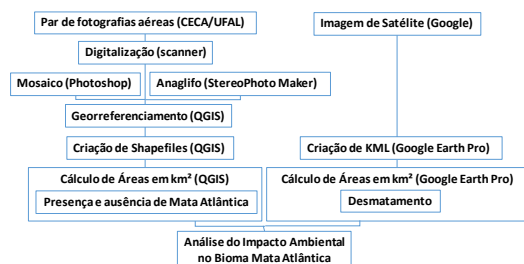 Par de fotografias aéreas (CECA/UFAL)
Imagem de Satélite (Google)
Digitalização (scanner)
Mosaico (Photoshop)
Anaglifo (StereoPhoto Maker)
Georreferenciamento (QGIS)
Criação de Shapefiles (QGIS)
Criação de KML (Google Earth Pro)
Cálculo de Áreas em km² (QGIS)
Presença e ausência de Mata Atlântica
Cálculo de Áreas em km² (Google Earth Pro)
Desmatamento
Análise do Impacto Ambiental
no Bioma Mata Atlântica